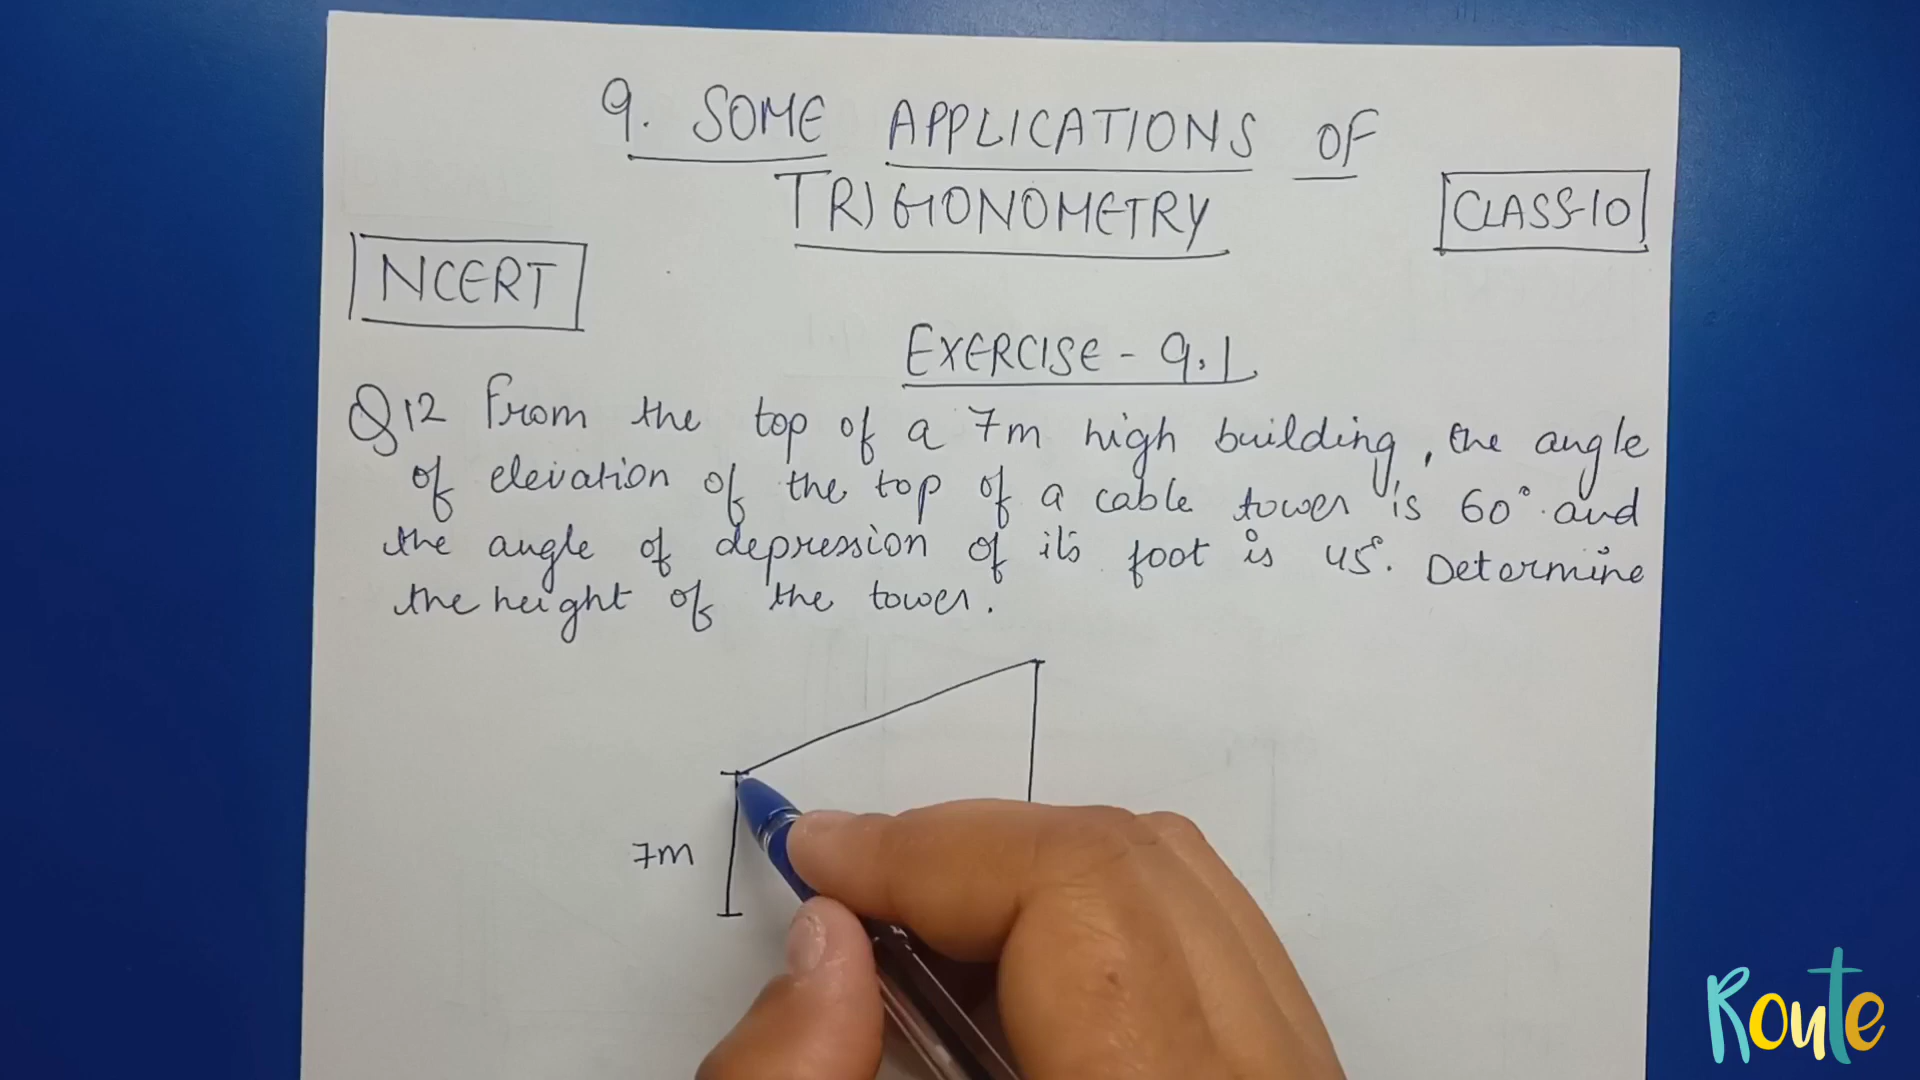 9. SOME APPLICATIONS OF
TRIGONOMETRY
CLASS-10
NCERT
EXERCISE - 9.1
Q12 From the top of a 7m high building, the angle
of elevation of the top of a cable tower is 60° and
the angle of depression of its foot is 45°. Determine
the height of the tower.
7m
Route